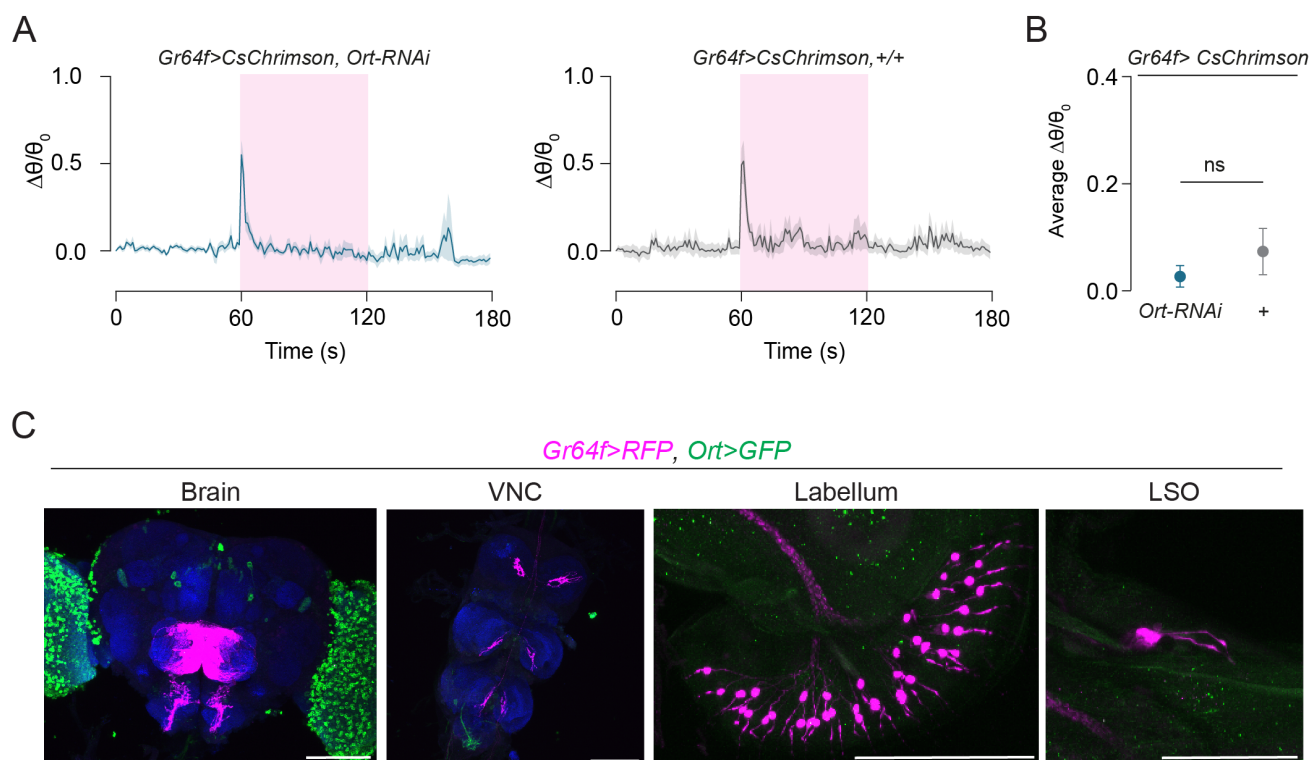 A
Gr64f>CsChrimson, Ort-RNAi
1.0
0.5
0.0
Δθ/θ0
0
60
120
180
Time (s)
Gr64f>CsChrimson,+/+
1.0
0.5
0.0
Δθ/θ0
0
60
120
180
Time (s)
B
Gr64f> CsChrimson
0.4
0.2
0.0
Average Δθ/θ0
ns
Ort-RNAi
+
C
Gr64f>RFP, Ort>GFP
Brain
VNC
Labellum
LSO